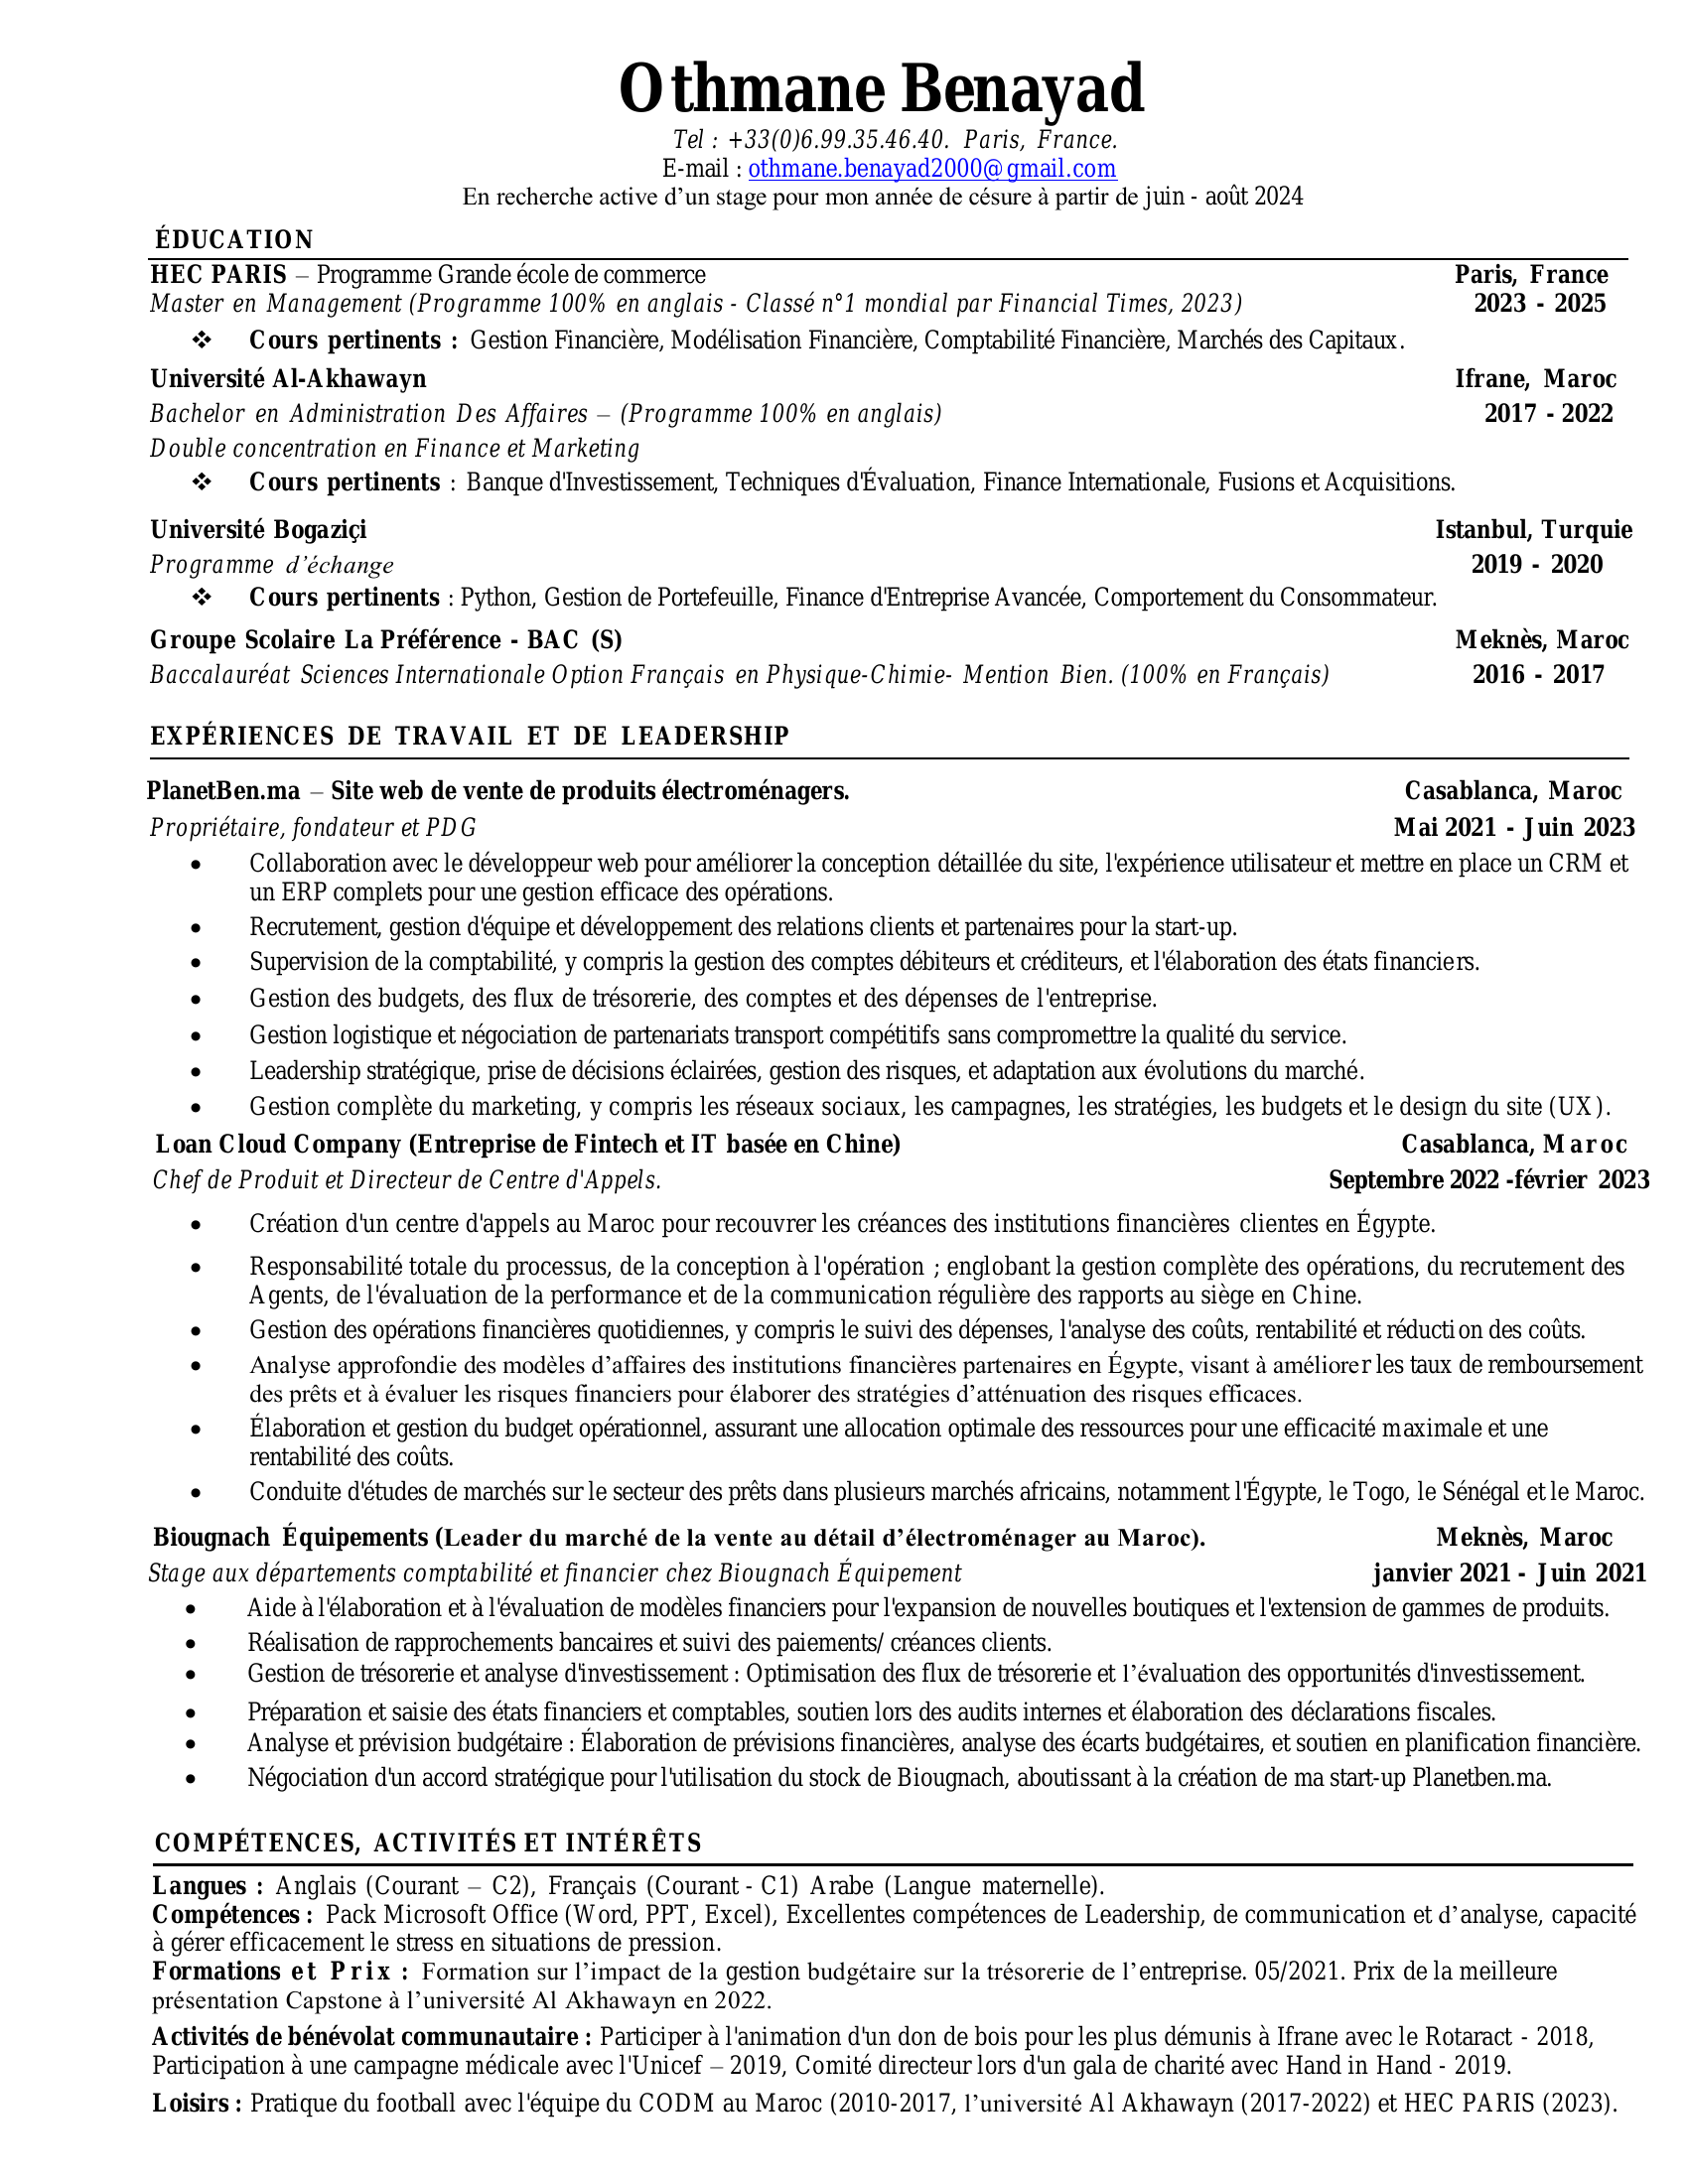 Othmane Benayad
Tel : +33(0)6.99.35.46.40. Paris, France.
E-mail : othmane.benayad2000@gmail.com
En recherche active d’un stage pour mon année de césure à partir de juin - août 2024
ÉDUCATION
HEC PARIS – Programme Grande école de commerce Paris, France
Master en Management (Programme 100% en anglais - Classé n°1 mondial par Financial Times, 2023) 2023 - 2025
❖ Cours pertinents : Gestion Financière, Modélisation Financière, Comptabilité Financière, Marchés des Capitaux.
Université Al-Akhawayn Ifrane, Maroc
Bachelor en Administration Des Affaires – (Programme 100% en anglais) 2017 - 2022
Double concentration en Finance et Marketing
❖ Cours pertinents : Banque d'Investissement, Techniques d'Évaluation, Finance Internationale, Fusions et Acquisitions.
Université Bogaziçi Istanbul, Turquie
Programme d’échange 2019 - 2020
❖ Cours pertinents : Python, Gestion de Portefeuille, Finance d'Entreprise Avancée, Comportement du Consommateur.
Groupe Scolaire La Préférence - BAC (S) Meknès, Maroc
Baccalauréat Sciences Internationale Option Français en Physique-Chimie- Mention Bien. (100% en Français) 2016 - 2017
EXPÉRIENCES DE TRAVAIL ET DE LEADERSHIP
PlanetBen.ma – Site web de vente de produits électroménagers. Casablanca, Maroc
Propriétaire, fondateur et PDG Mai 2021 - Juin 2023
• Collaboration avec le développeur web pour améliorer la conception détaillée du site, l'expérience utilisateur et mettre en place un CRM et
un ERP complets pour une gestion efficace des opérations.
• Recrutement, gestion d'équipe et développement des relations clients et partenaires pour la start-up.
• Supervision de la comptabilité, y compris la gestion des comptes débiteurs et créditeurs, et l'élaboration des états financiers.
• Gestion des budgets, des flux de trésorerie, des comptes et des dépenses de l'entreprise.
• Gestion logistique et négociation de partenariats transport compétitifs sans compromettre la qualité du service.
• Leadership stratégique, prise de décisions éclairées, gestion des risques, et adaptation aux évolutions du marché.
• Gestion complète du marketing, y compris les réseaux sociaux, les campagnes, les stratégies, les budgets et le design du site (UX).
Loan Cloud Company (Entreprise de Fintech et IT basée en Chine) Casablanca, Maroc
Chef de Produit et Directeur de Centre d'Appels. Septembre 2022 -février 2023
• Création d'un centre d'appels au Maroc pour recouvrer les créances des institutions financières clientes en Égypte.
• Responsabilité totale du processus, de la conception à l'opération ; englobant la gestion complète des opérations, du recrutement des
Agents, de l'évaluation de la performance et de la communication régulière des rapports au siège en Chine.
• Gestion des opérations financières quotidiennes, y compris le suivi des dépenses, l'analyse des coûts, rentabilité et réduction des coûts.
• Analyse approfondie des modèles d’affaires des institutions financières partenaires en Égypte, visant à améliorer les taux de remboursement
des prêts et à évaluer les risques financiers pour élaborer des stratégies d’atténuation des risques efficaces.
• Élaboration et gestion du budget opérationnel, assurant une allocation optimale des ressources pour une efficacité maximale et une
rentabilité des coûts.
• Conduite d'études de marchés sur le secteur des prêts dans plusieurs marchés africains, notamment l'Égypte, le Togo, le Sénégal et le Maroc.
Biougnach Équipements (Leader du marché de la vente au détail d’électroménager au Maroc). Meknès, Maroc
Stage aux départements comptabilité et financier chez Biougnach Équipement janvier 2021 - Juin 2021
• Aide à l'élaboration et à l'évaluation de modèles financiers pour l'expansion de nouvelles boutiques et l'extension de gammes de produits.
• Réalisation de rapprochements bancaires et suivi des paiements/ créances clients.
• Gestion de trésorerie et analyse d'investissement : Optimisation des flux de trésorerie et l’évaluation des opportunités d'investissement.
• Préparation et saisie des états financiers et comptables, soutien lors des audits internes et élaboration des déclarations fiscales.
• Analyse et prévision budgétaire : Élaboration de prévisions financières, analyse des écarts budgétaires, et soutien en planification financière.
• Négociation d'un accord stratégique pour l'utilisation du stock de Biougnach, aboutissant à la création de ma start-up Planetben.ma.
COMPÉTENCES, ACTIVITÉS ET INTÉRÊTS
Langues : Anglais (Courant – C2), Français (Courant - C1) Arabe (Langue maternelle).
Compétences : Pack Microsoft Office (Word, PPT, Excel), Excellentes compétences de Leadership, de communication et d’analyse, capacité
à gérer efficacement le stress en situations de pression.
Formations et Prix : Formation sur l’impact de la gestion budgétaire sur la trésorerie de l’entreprise. 05/2021. Prix de la meilleure
présentation Capstone à l’université Al Akhawayn en 2022.
Activités de bénévolat communautaire : Participer à l'animation d'un don de bois pour les plus démunis à Ifrane avec le Rotaract - 2018,
Participation à une campagne médicale avec l'Unicef – 2019, Comité directeur lors d'un gala de charité avec Hand in Hand - 2019.
Loisirs : Pratique du football avec l'équipe du CODM au Maroc (2010-2017, l’université Al Akhawayn (2017-2022) et HEC PARIS (2023).